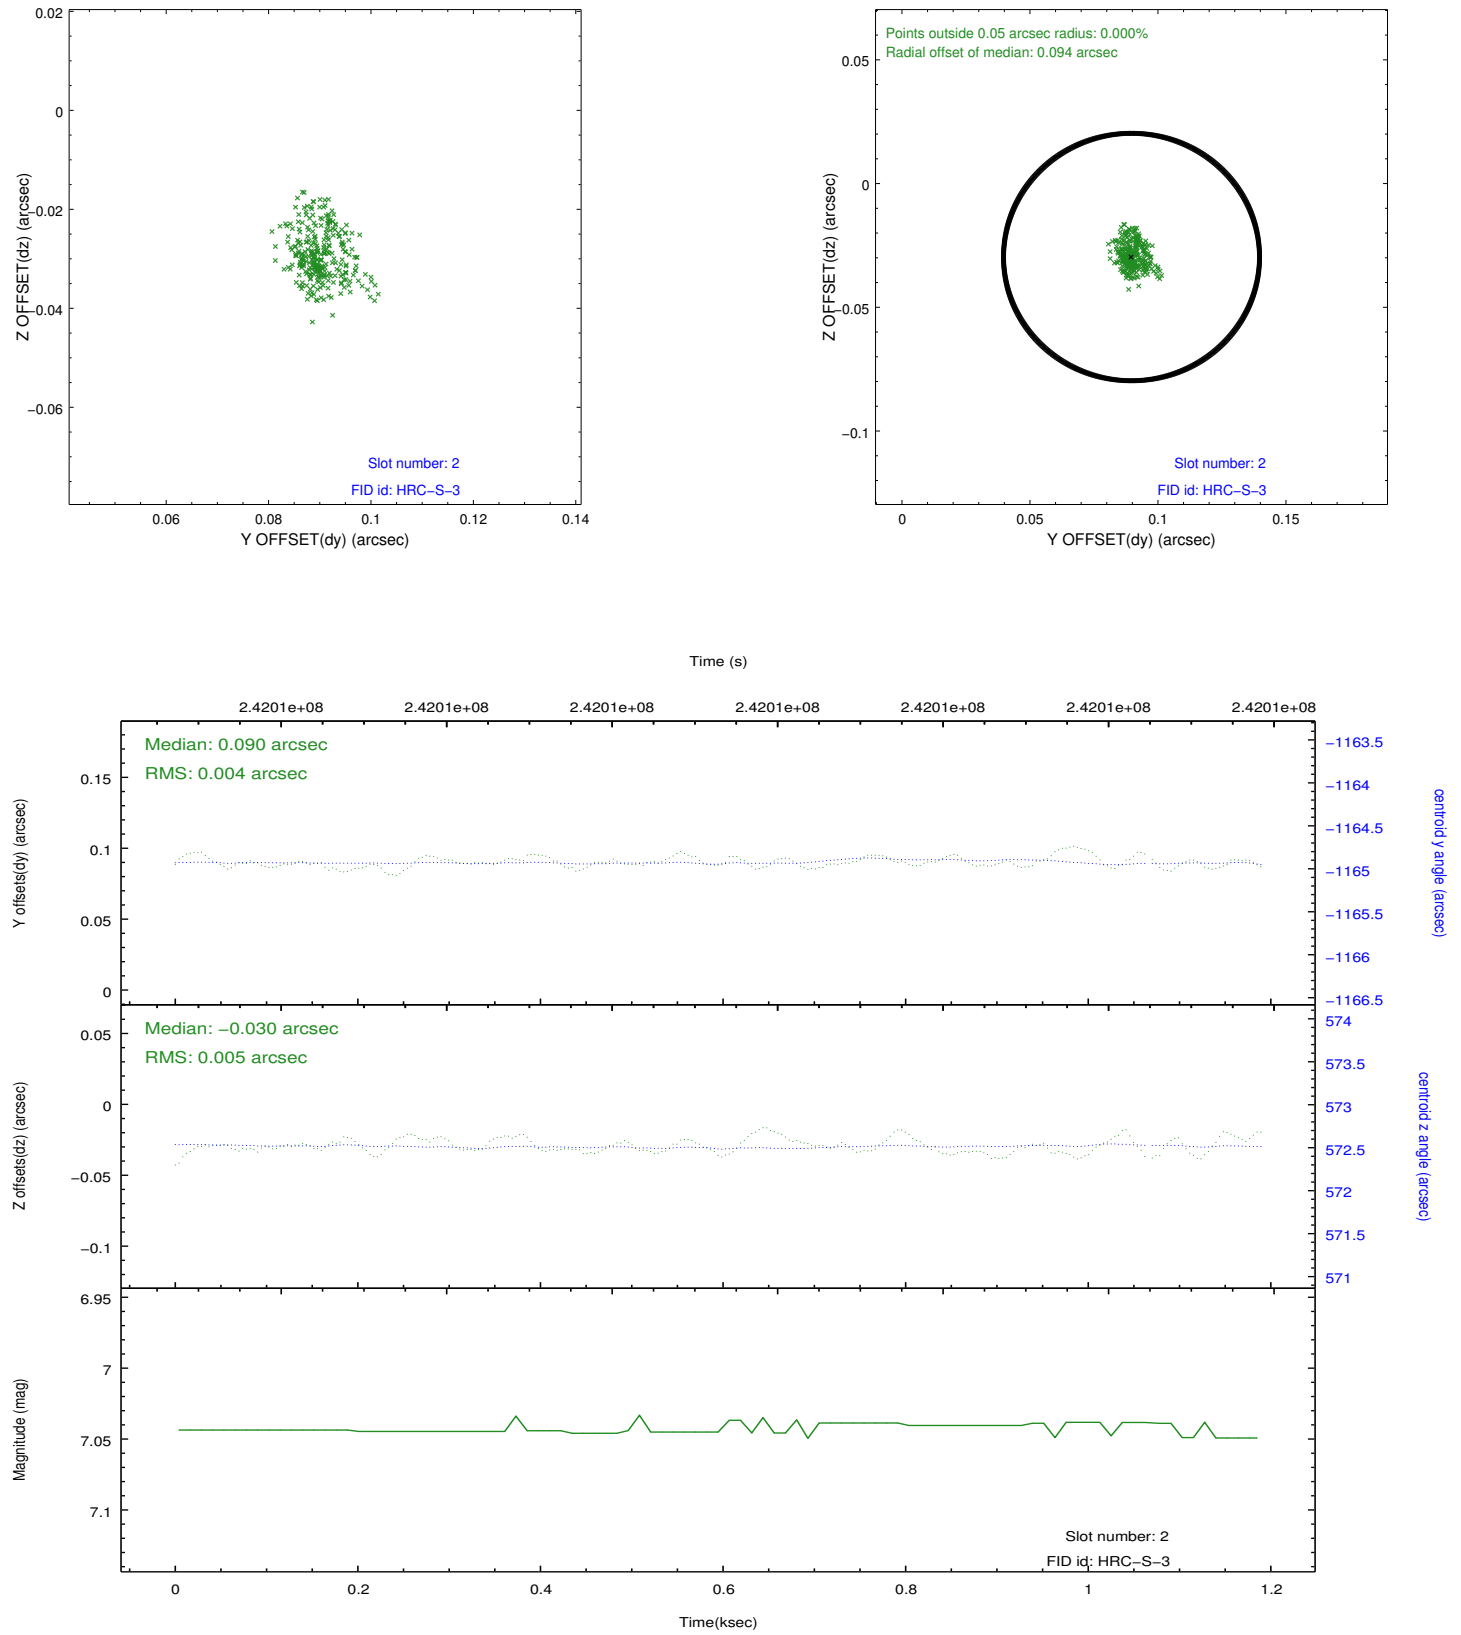 0.02
0
−0.02
−0.04
−0.06
Z OFFSET(dz) (arcsec)
Slot number: 2
FID id: HRC−S−3
0.06 0.08 0.1 0.12 0.14
Y OFFSET(dy) (arcsec)
Points outside 0.05 arcsec radius: 0.000%
Radial offset of median: 0.094 arcsec
0.05
0
−0.05
−0.1
Z OFFSET(dz) (arcsec)
Slot number: 2
FID id: HRC−S−3
0 0.05 0.1 0.15
Y OFFSET(dy) (arcsec)
Time (s)
2.4201e+08 2.4201e+08 2.4201e+08 2.4201e+08 2.4201e+08 2.4201e+08 2.4201e+08
Median: 0.090 arcsec
RMS: 0.004 arcsec
0.15
0.1
0.05
0
Y offsets(dy) (arcsec)
−1163.5
−1164
−1164.5
−1165
−1165.5
−1166
−1166.5
centroid y angle (arcsec)
Median: −0.030 arcsec
RMS: 0.005 arcsec
0.05
0
−0.05
−0.1
Z offsets(dz) (arcsec)
574
573.5
573
572.5
572
571.5
571
centroid z angle (arcsec)
6.95
7
7.05
7.1
Magnitude (mag)
Slot number: 2
FID id: HRC−S−3
0 0.2 0.4 0.6 0.8 1 1.2
Time(ksec)